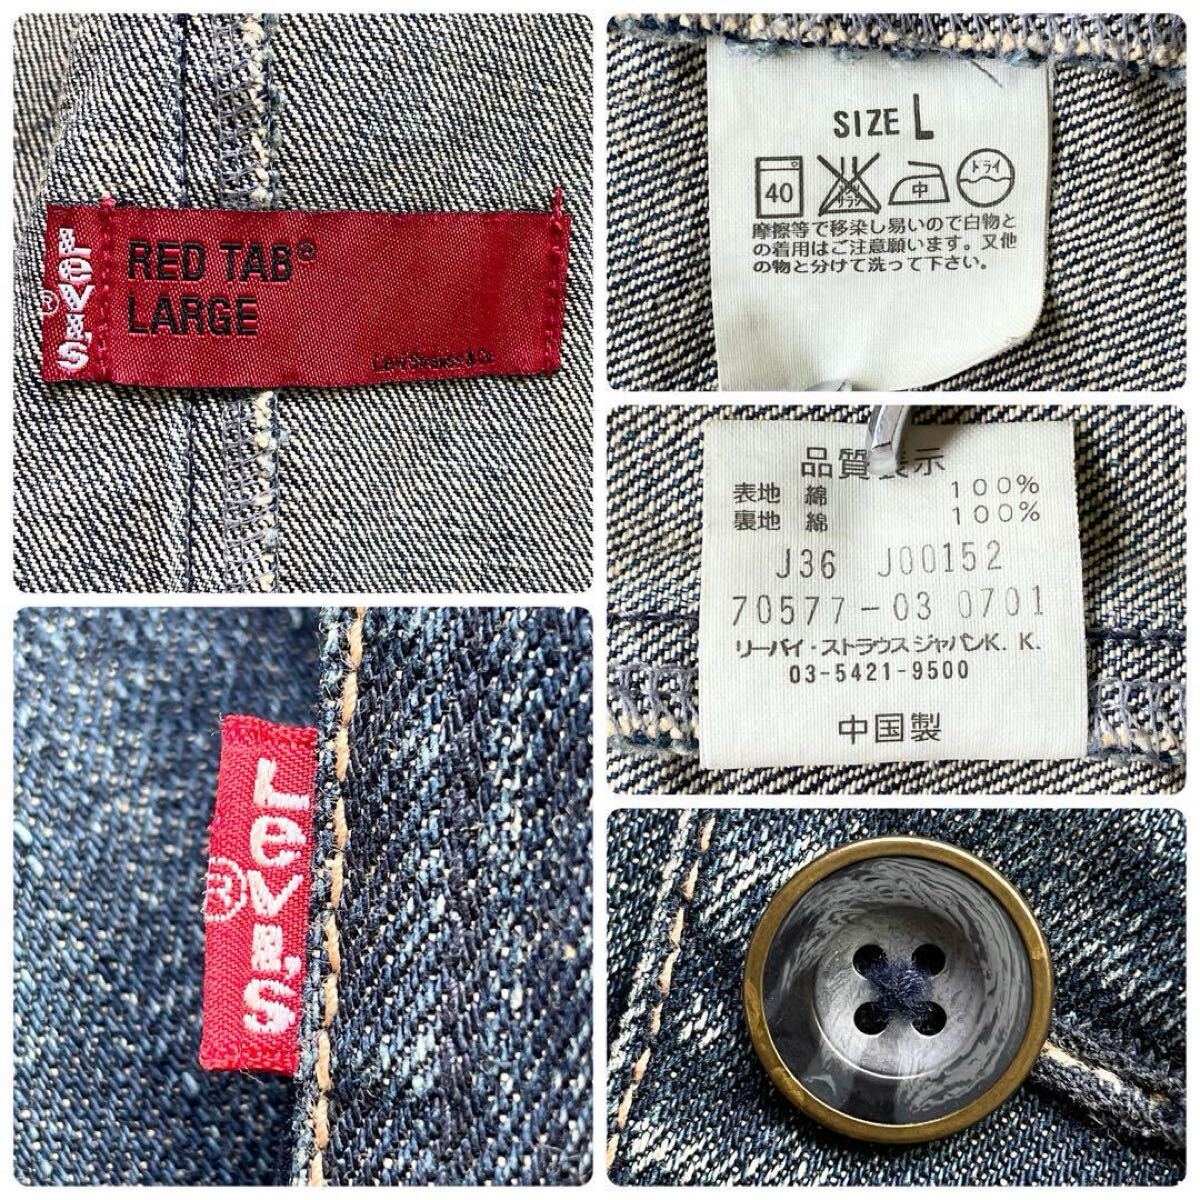 Levi's
®
RED TAB®
LARGE
Levi Strauss & Co
SIZE L
40
中
ドライ
摩擦等で移染し易いので白物と
の着用はご注意願います。又他
の物と分けて洗って下さい。
品質表示
表地 綿 100%
裏地 綿 100%
J36 J00152
70577-03 0701
リーバイ・ストラウス ジャパンK.K.
03-5421-9500
中国製
Levi's
®